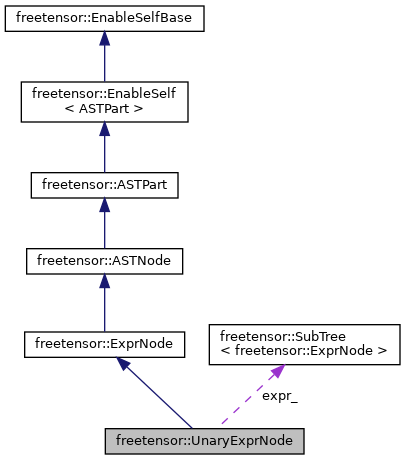 freetensor::EnableSelfBase
freetensor::EnableSelf
< ASTPart >
freetensor::ASTPart
freetensor::ASTNode
freetensor::ExprNode
freetensor::SubTree
< freetensor::ExprNode >
expr_
freetensor::UnaryExprNode